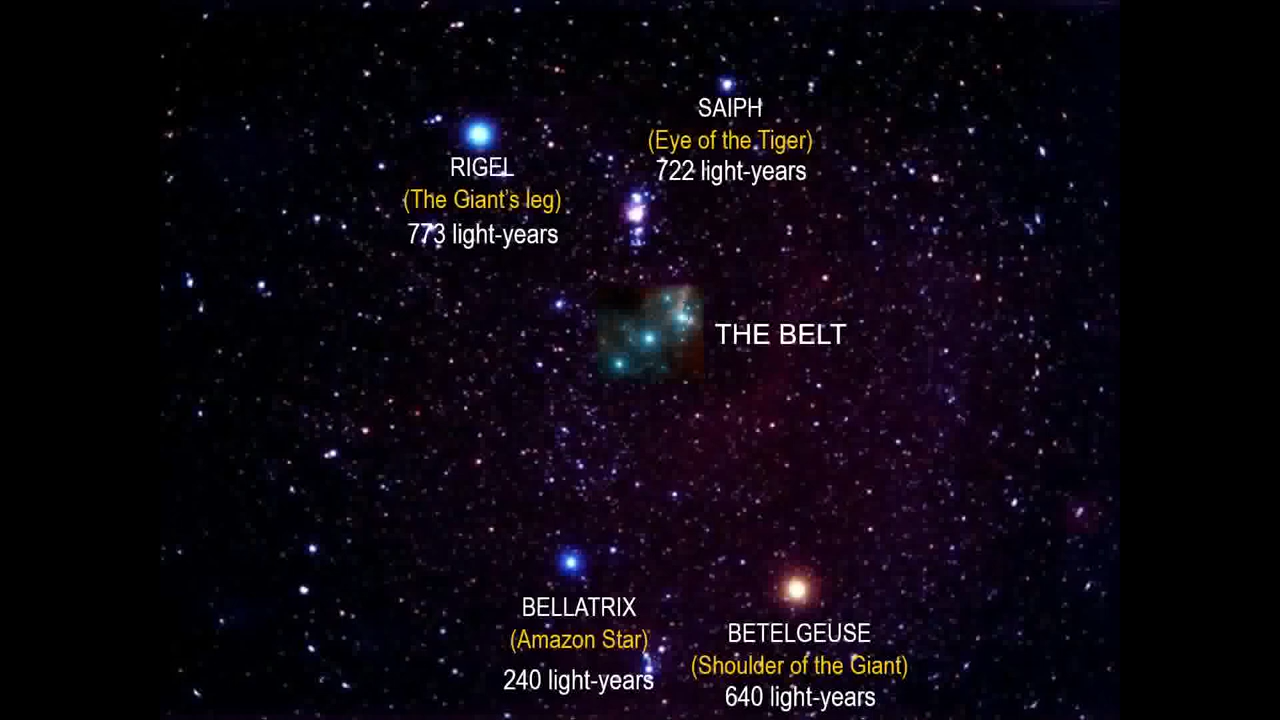 SAIPH
(Eye of the Tiger)
722 light-years
RIGEL
(The Giant's leg)
773 light-years
THE BELT
BELLATRIX
(Amazon Star)
240 light-years
BETELGEUSE
(Shoulder of the Giant)
640 light-years